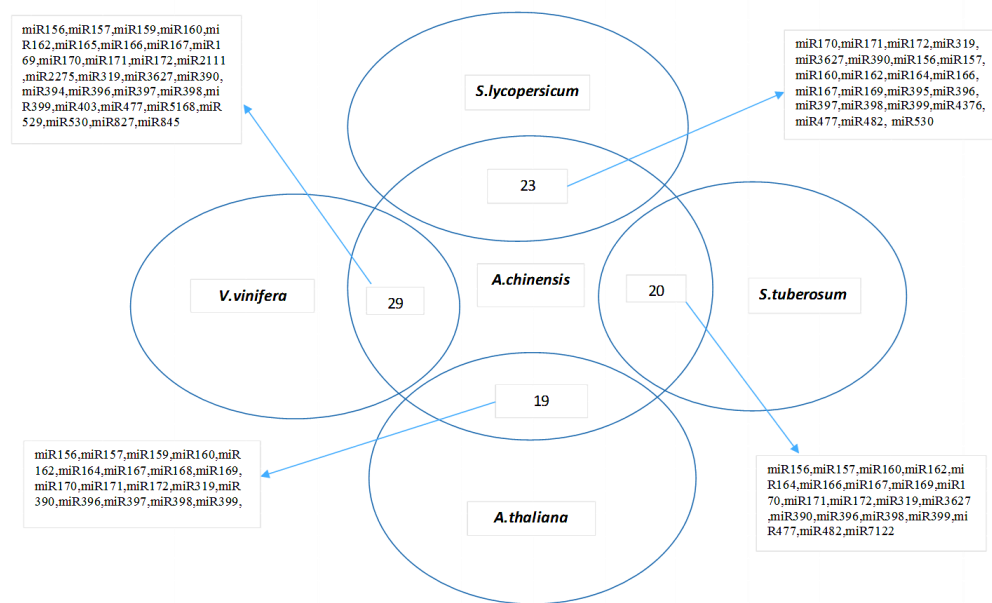 miR156,miR157,miR159,miR160,mi
R162,miR165,miR166,miR167,miR1
69,miR170,miR171,miR172,miR2111
,miR2275,miR319,miR3627,miR390,
miR394,miR396,miR397,miR398,mi
R399,miR403,miR477,miR5168,miR
529,miR530,miR827,miR845
S.lycopersicum
miR170,miR171,miR172,miR319,
miR3627,miR390,miR156,miR157,
miR160,miR162,miR164,miR166,
miR167,miR169,miR395,miR396,
miR397,miR398,miR399,miR4376,
miR477,miR482, miR530
23
V.vinifera
29
A.chinensis
20
S.tuberosum
19
miR156,miR157,miR159,miR160,miR
162,miR164,miR167,miR168,miR169,
miR170,miR171,miR172,miR319,miR
390,miR396,miR397,miR398,miR399,
A.thaliana
miR156,miR157,miR160,miR162,mi
R164,miR166,miR167,miR169,miR1
70,miR171,miR172,miR319,miR3627
,miR390,miR396,miR398,miR399,mi
R477,miR482,miR7122